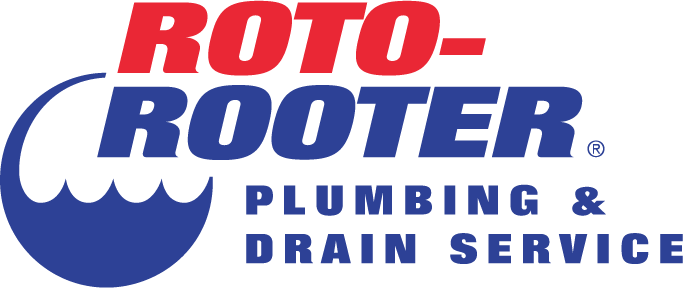 ROTO-
ROOTER®
PLUMBING &
DRAIN SERVICE